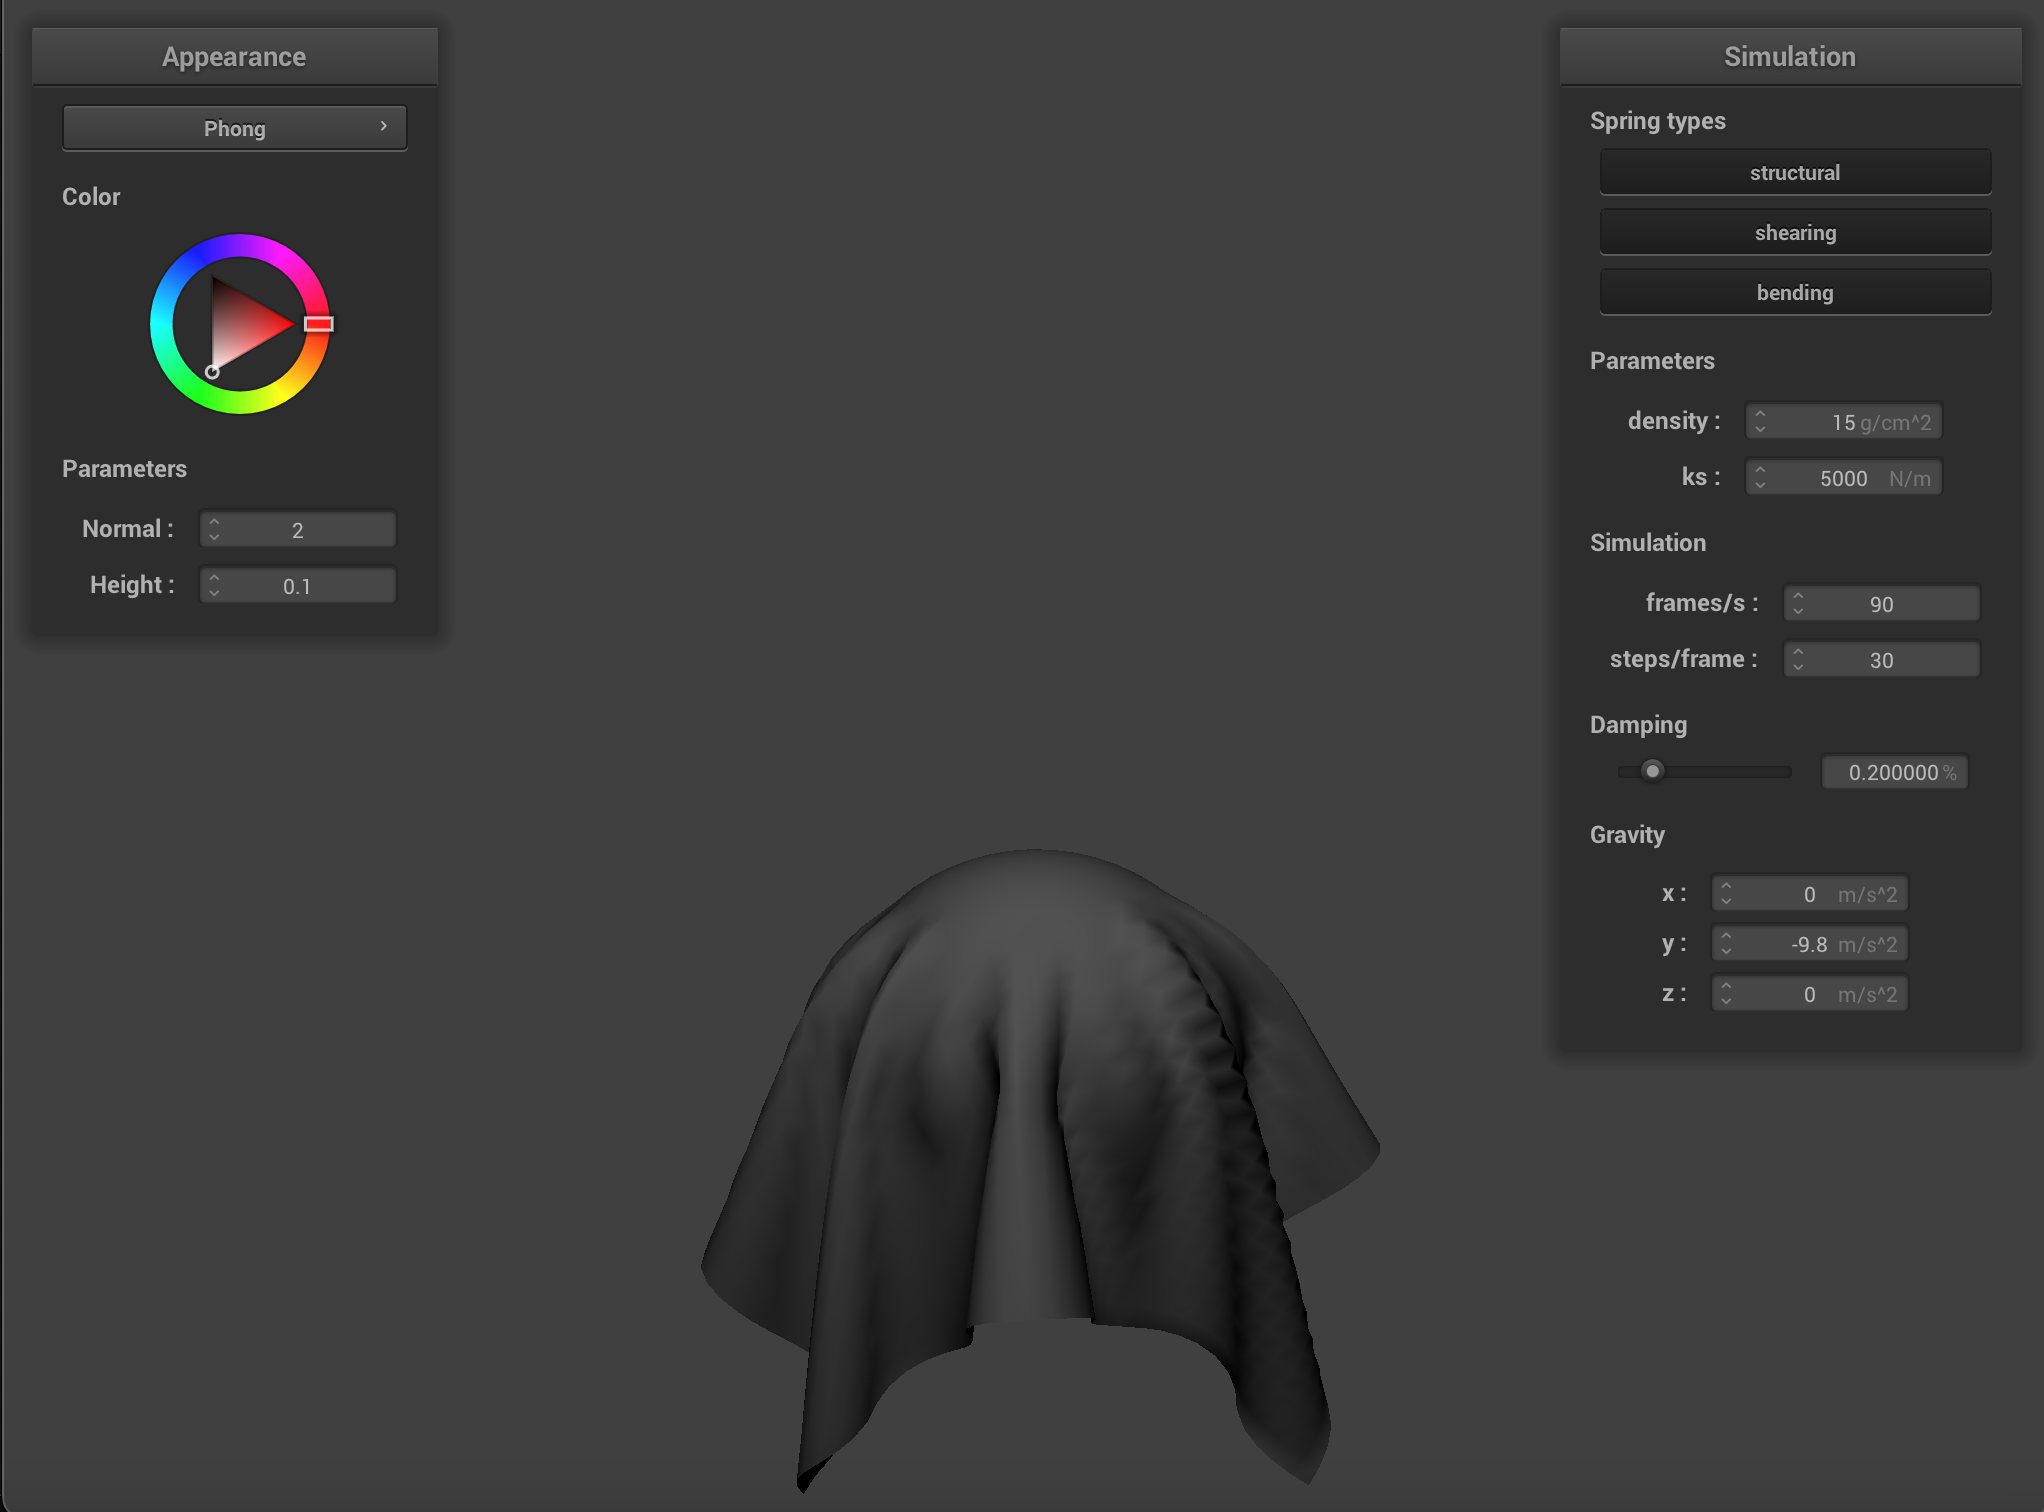 Appearance
Phong
Color
Parameters
Normal : 2
Height : 0.1
Simulation
Spring types
structural
shearing
bending
Parameters
density : 15 g/cm^2
ks : 5000 N/m
Simulation
frames/s : 90
steps/frame : 30
Damping
0.200000 %
Gravity
x : 0 m/s^2
y : -9.8 m/s^2
z : 0 m/s^2